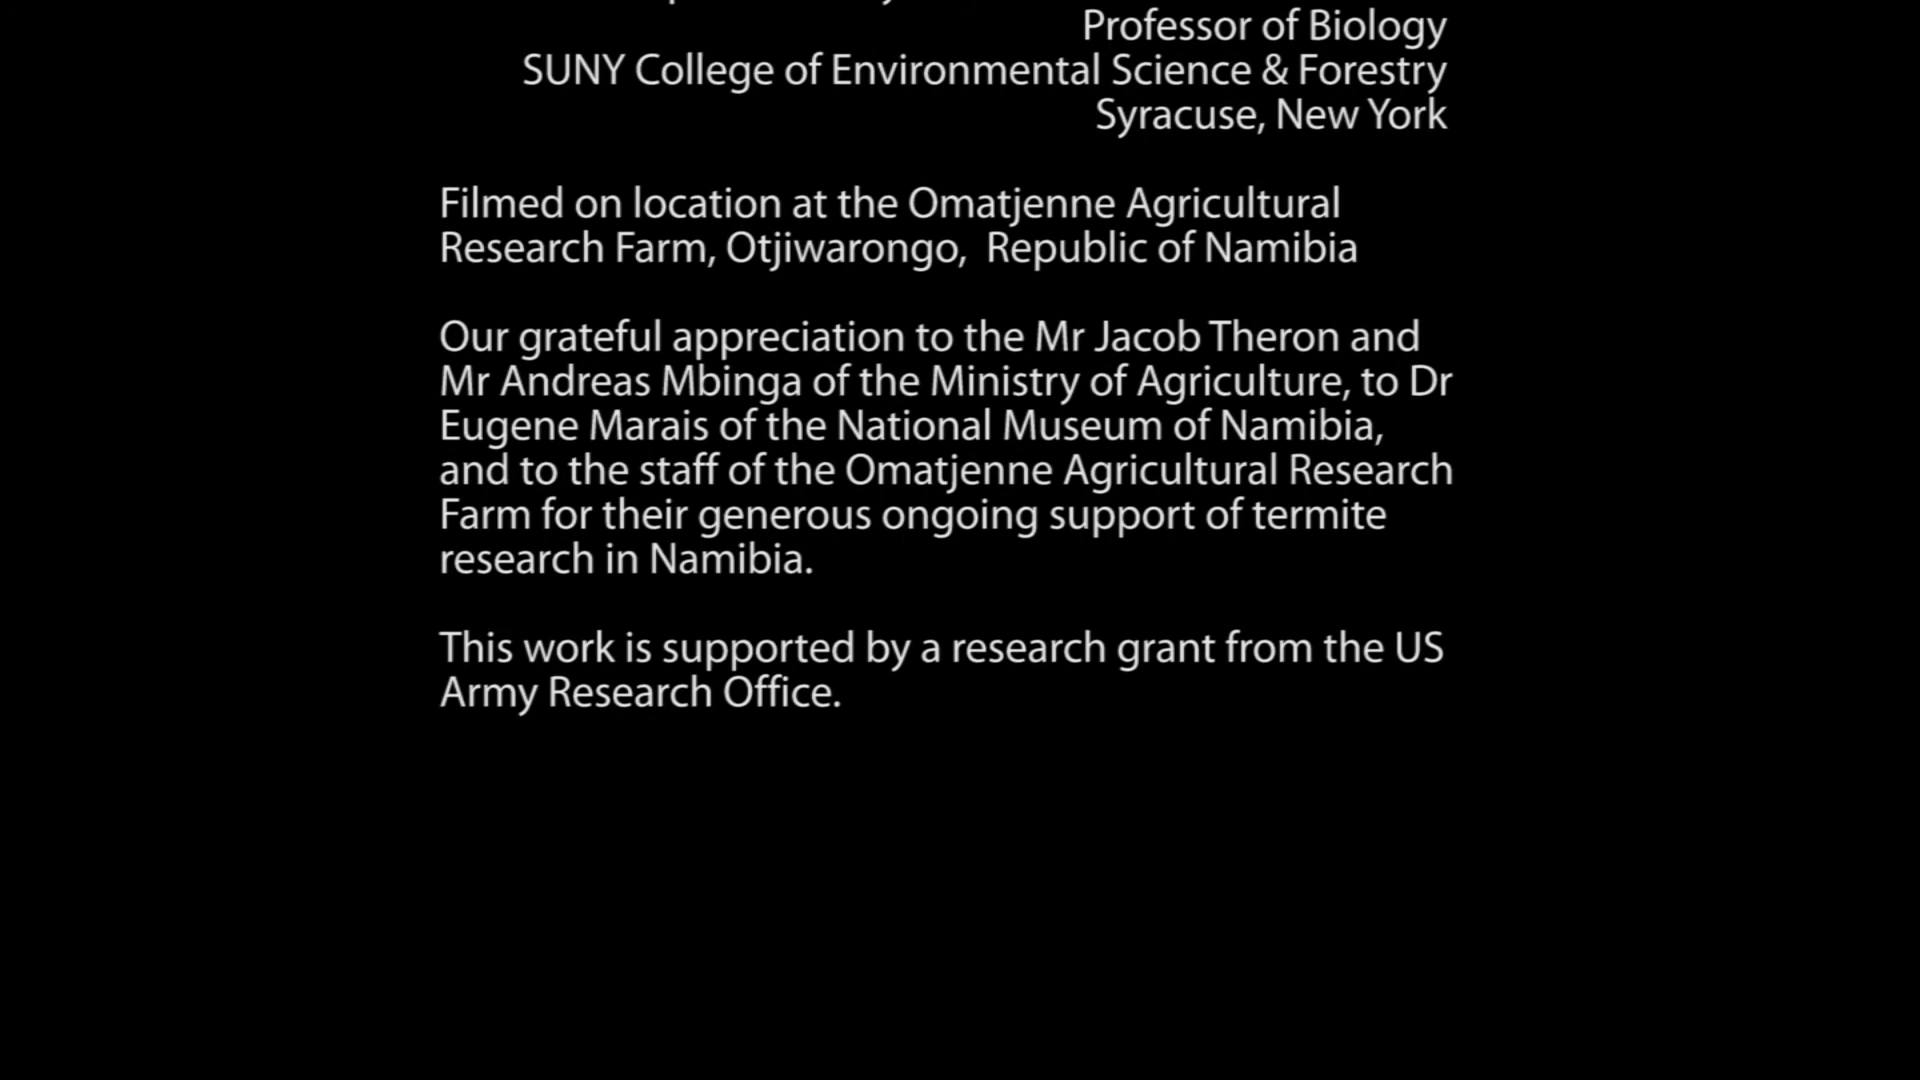 Professor of Biology
SUNY College of Environmental Science & Forestry
Syracuse, New York
Filmed on location at the Omatjenne Agricultural
Research Farm, Otjiwarongo,  Republic of Namibia
Our grateful appreciation to the Mr Jacob Theron and
Mr Andreas Mbinga of the Ministry of Agriculture, to Dr
Eugene Marais of the National Museum of Namibia,
and to the staff of the Omatjenne Agricultural Research
Farm for their generous ongoing support of termite
research in Namibia.
This work is supported by a research grant from the US
Army Research Office.